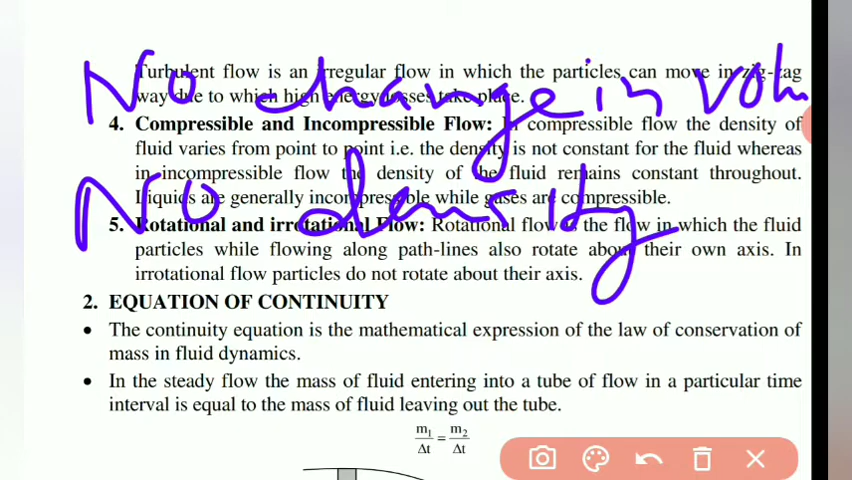 Turbulent flow is an irregular flow in which the particles can move in zig-zag
way due to which high energy losses take place.
No change in volu
4. Compressible and Incompressible Flow: In compressible flow the density of
fluid varies from point to point i.e. the density is not constant for the fluid whereas
in incompressible flow the density of the fluid remains constant throughout.
Liquids are generally incompressible while gases are compressible.
No density
5. Rotational and irrotational Flow: Rotational flow is the flow in which the fluid
particles while flowing along path-lines also rotate about their own axis. In
irrotational flow particles do not rotate about their axis.
2. EQUATION OF CONTINUITY
• The continuity equation is the mathematical expression of the law of conservation of
mass in fluid dynamics.
• In the steady flow the mass of fluid entering into a tube of flow in a particular time
interval is equal to the mass of fluid leaving out the tube.
m₁/Δt = m₂/Δt